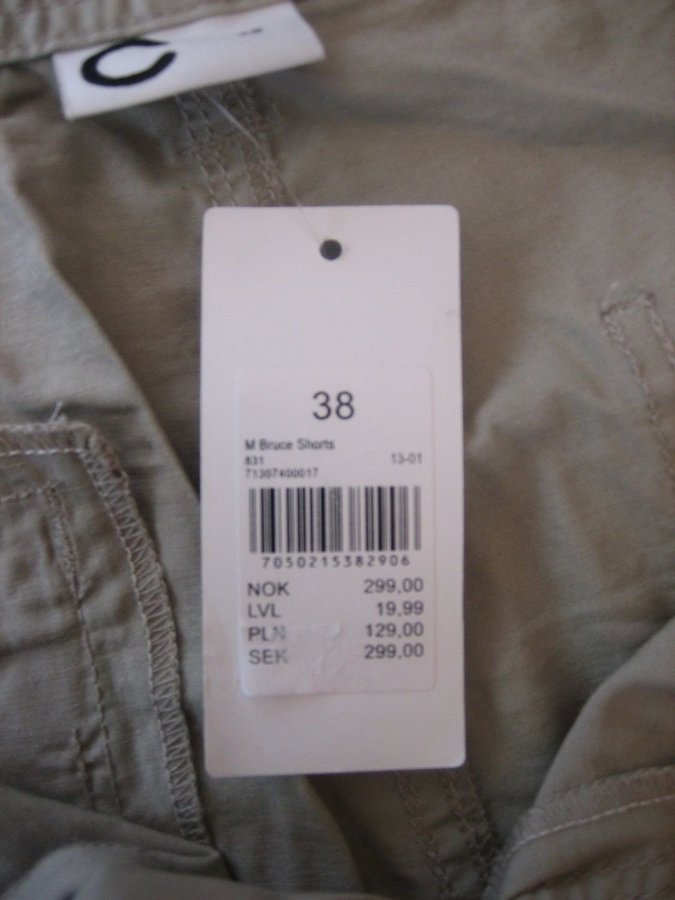 38
M Bruce Shorts
831 13-01
71307400017
7050215382906
NOK 299,00
LVL 19,99
PLN 129,00
SEK 299,00